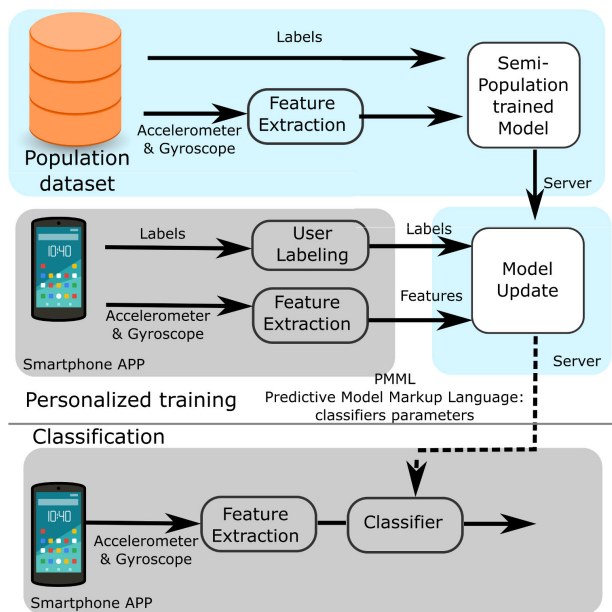 Labels
Semi-
Population
trained
Model
Feature
Extraction
Accelerometer
& Gyroscope
Population
dataset
Server
10:40
Labels
User
Labeling
Labels
Model
Update
Features
Feature
Extraction
Accelerometer
& Gyroscope
Smartphone APP
Server
PMML
Predictive Model Markup Language:
classifiers parameters
Personalized training
Classification
10:40
Feature
Extraction
Classifier
Accelerometer
& Gyroscope
Smartphone APP